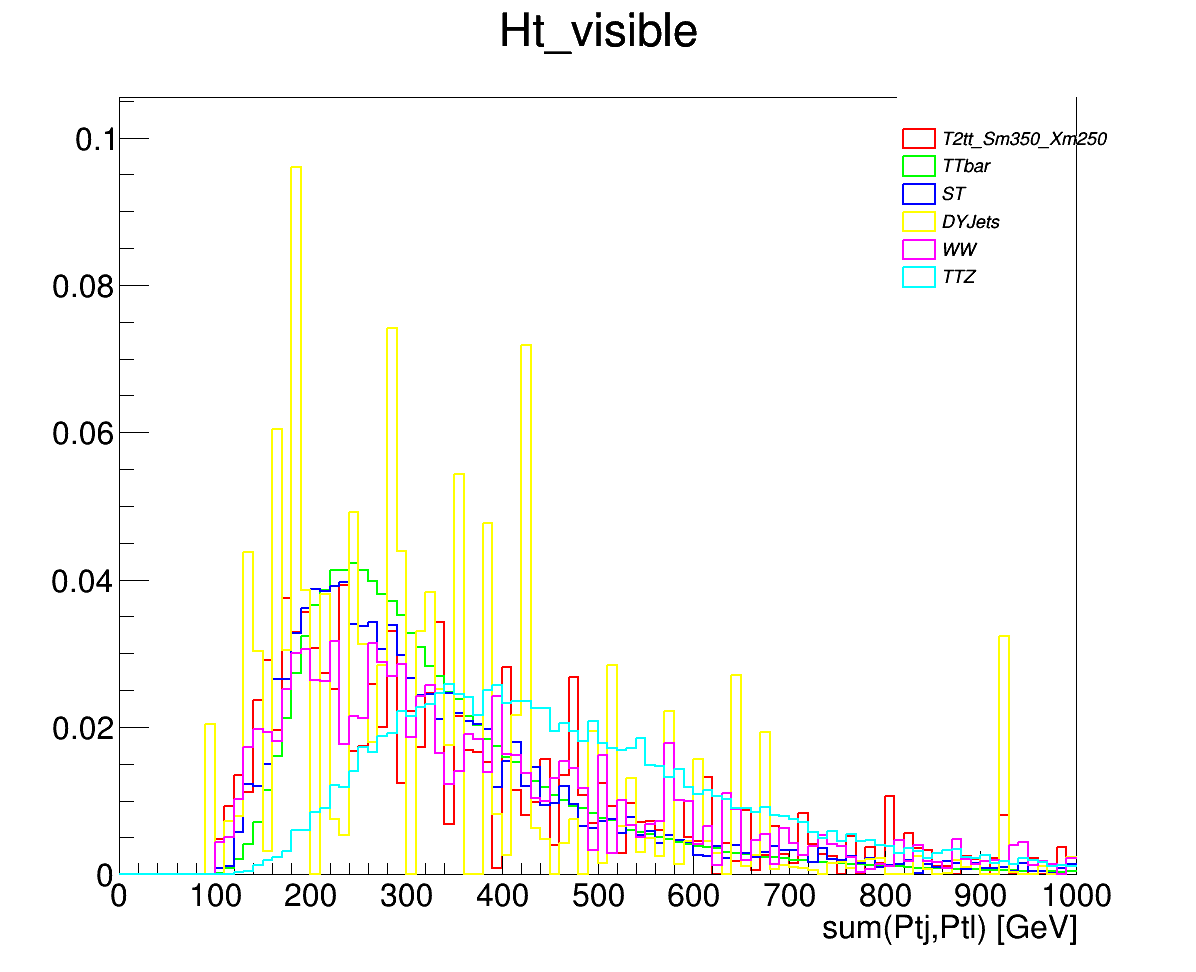 Ht_visible
0.1
0.08
0.06
0.04
0.02
0
T2tt_Sm350_Xm250
TTbar
ST
DYJets
WW
TTZ
0 100 200 300 400 500 600 700 800 900 1000
sum(Ptj,Ptl) [GeV]